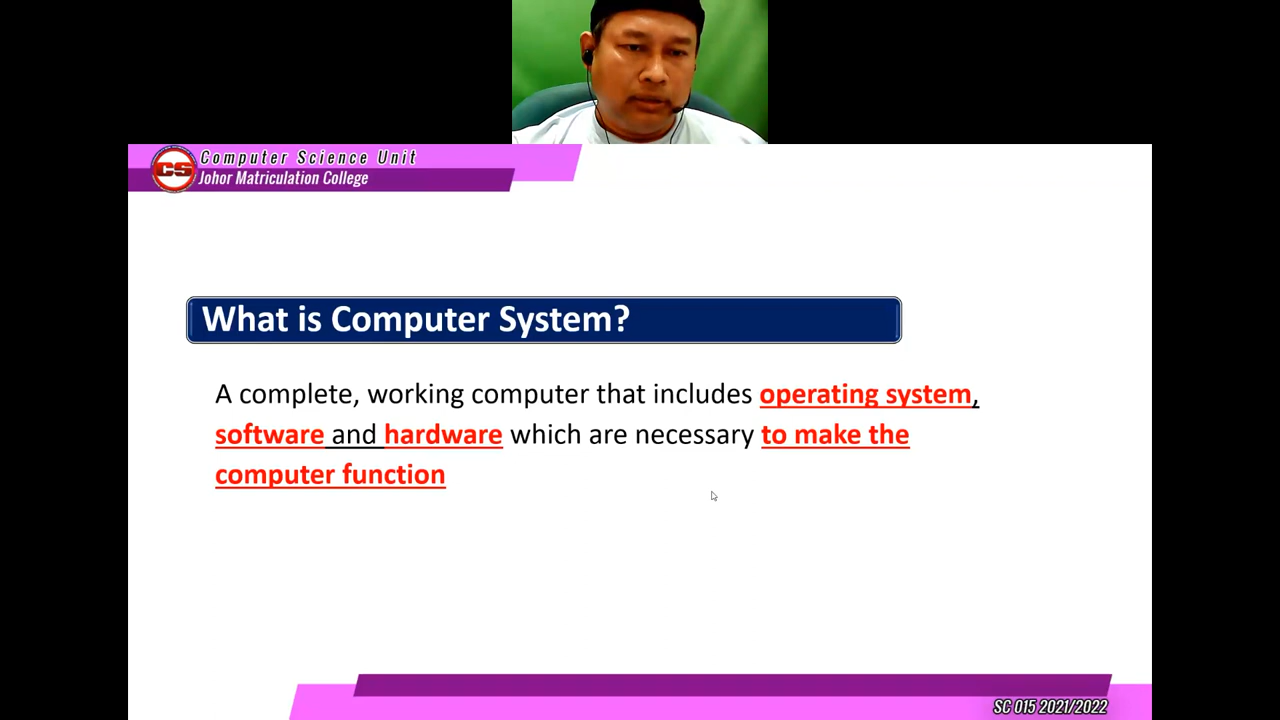 CS
Computer Science Unit
Johor Matriculation College
What is Computer System?
A complete, working computer that includes operating system,
software and hardware which are necessary to make the
computer function
SC 015 2021/2022